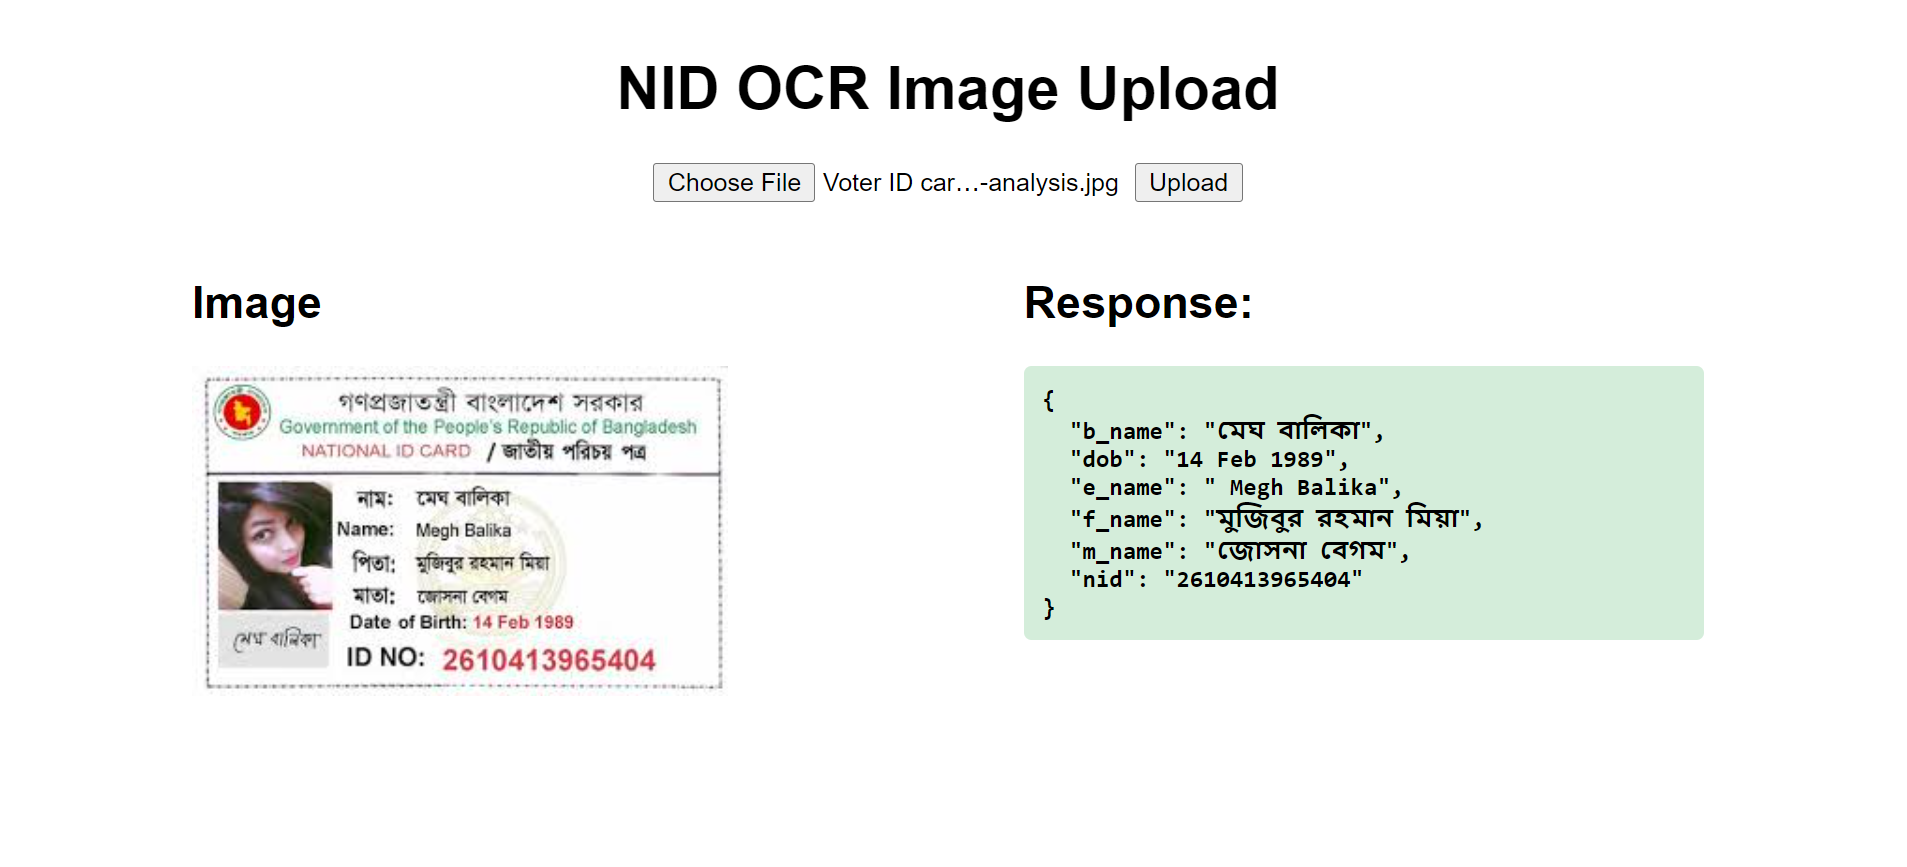 NID OCR Image Upload
Choose File Voter ID car...-analysis.jpg Upload
Image
গণপ্রজাতন্ত্রী বাংলাদেশ সরকার
Government of the People's Republic of Bangladesh
NATIONAL ID CARD / জাতীয় পরিচয় পত্র
নাম: মেঘ বালিকা
Name: Megh Balika
পিতা: মুজিবুর রহমান মিয়া
মাতা: জোসনা বেগম
Date of Birth: 14 Feb 1989
মেঘ বালিকা
ID NO: 2610413965404
Response:
{
"b_name": "মেঘ বালিকা",
"dob": "14 Feb 1989",
"e_name": " Megh Balika",
"f_name": "মুজিবুর রহমান মিয়া",
"m_name": "জোসনা বেগম",
"nid": "2610413965404"
}